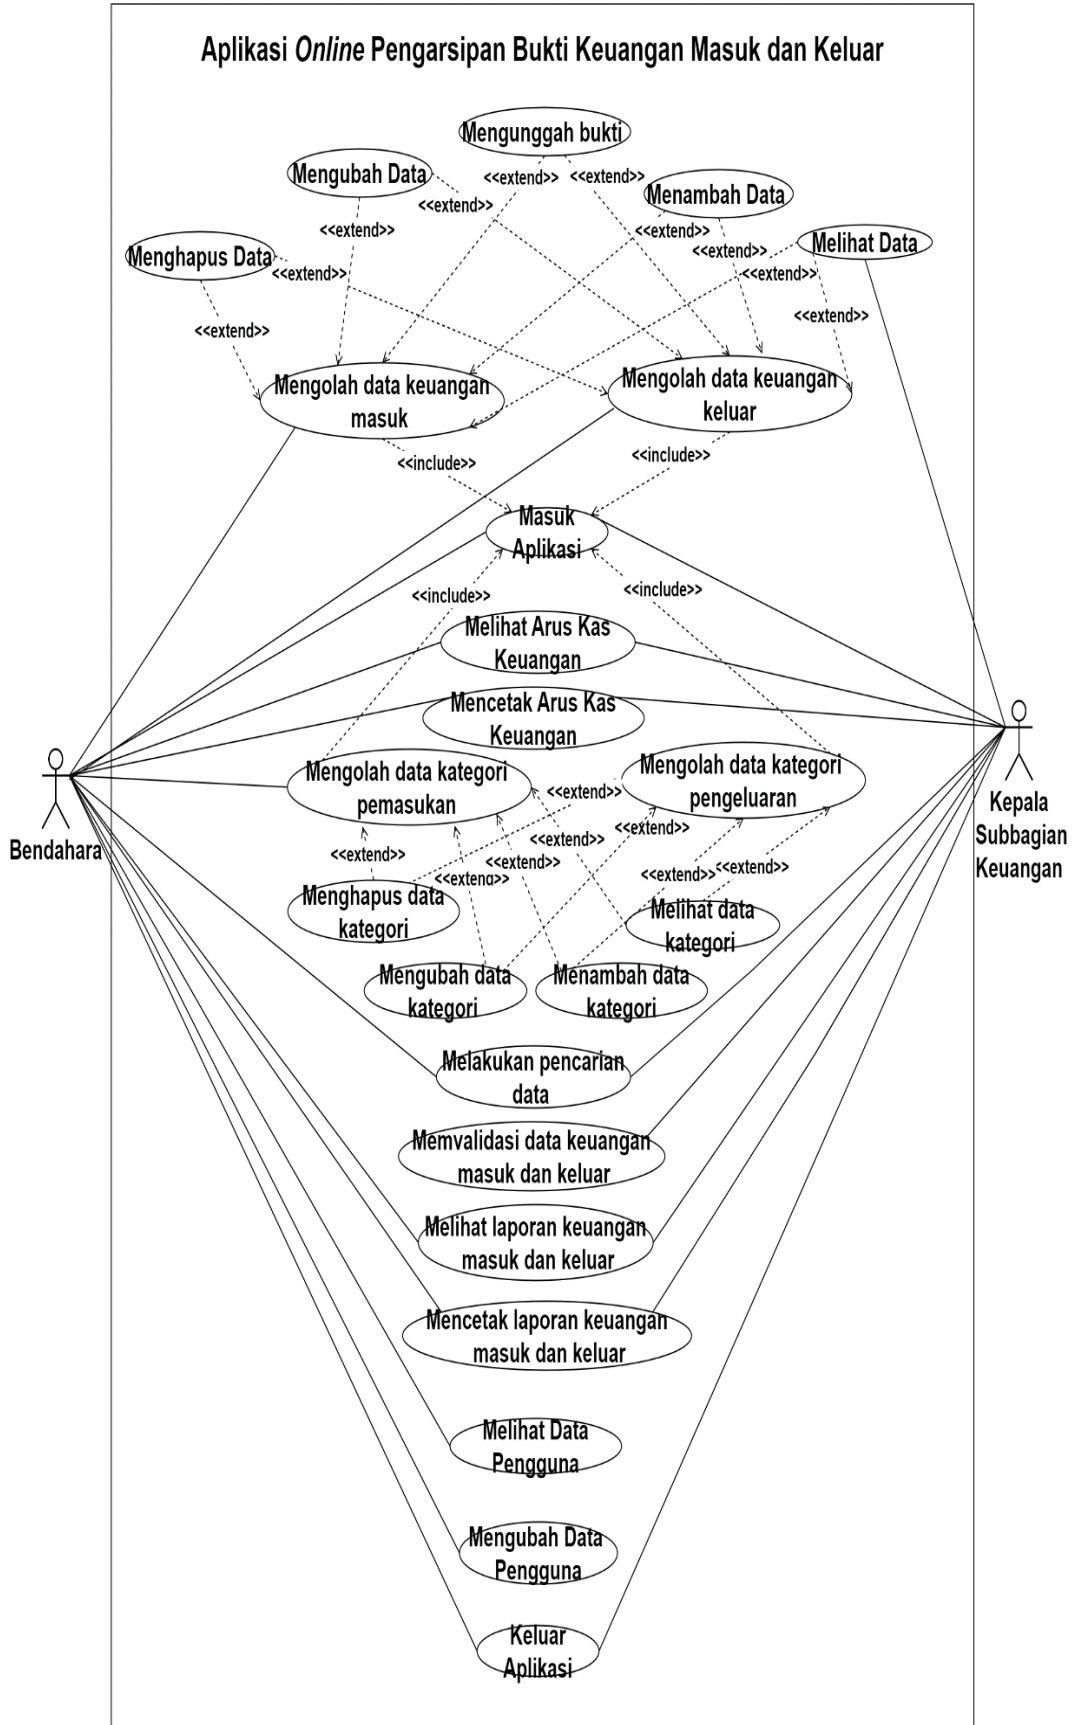 Aplikasi Online Pengarsipan Bukti Keuangan Masuk dan Keluar
Mengunggah bukti
Mengubah Data
<<extend>>
<<extend>>
Menambah Data
<<extend>>
<<extend>>
<<extend>>
Melihat Data
Menghapus Data
<<extend>>
<<extend>>
<<extend>>
<<extend>>
<<extend>>
Mengolah data keuangan
masuk
Mengolah data keuangan
keluar
<<include>>
<<include>>
Masuk
Aplikasi
<<include>>
<<include>>
Melihat Arus Kas
Keuangan
Mencetak Arus Kas
Keuangan
Mengolah data kategori
pemasukan
Mengolah data kategori
pengeluaran
<<extend>>
Bendahara
Kepala
Subbagian
Keuangan
<<extend>>
<<extend>>
<<extend>>
<<extend>>
<<extend>>
<<extend>>
<<extend>>
Menghapus data
kategori
Melihat data
kategori
Mengubah data
kategori
Menambah data
kategori
Melakukan pencarian
data
Memvalidasi data keuangan
masuk dan keluar
Melihat laporan keuangan
masuk dan keluar
Mencetak laporan keuangan
masuk dan keluar
Melihat Data
Pengguna
Mengubah Data
Pengguna
Keluar
Aplikasi